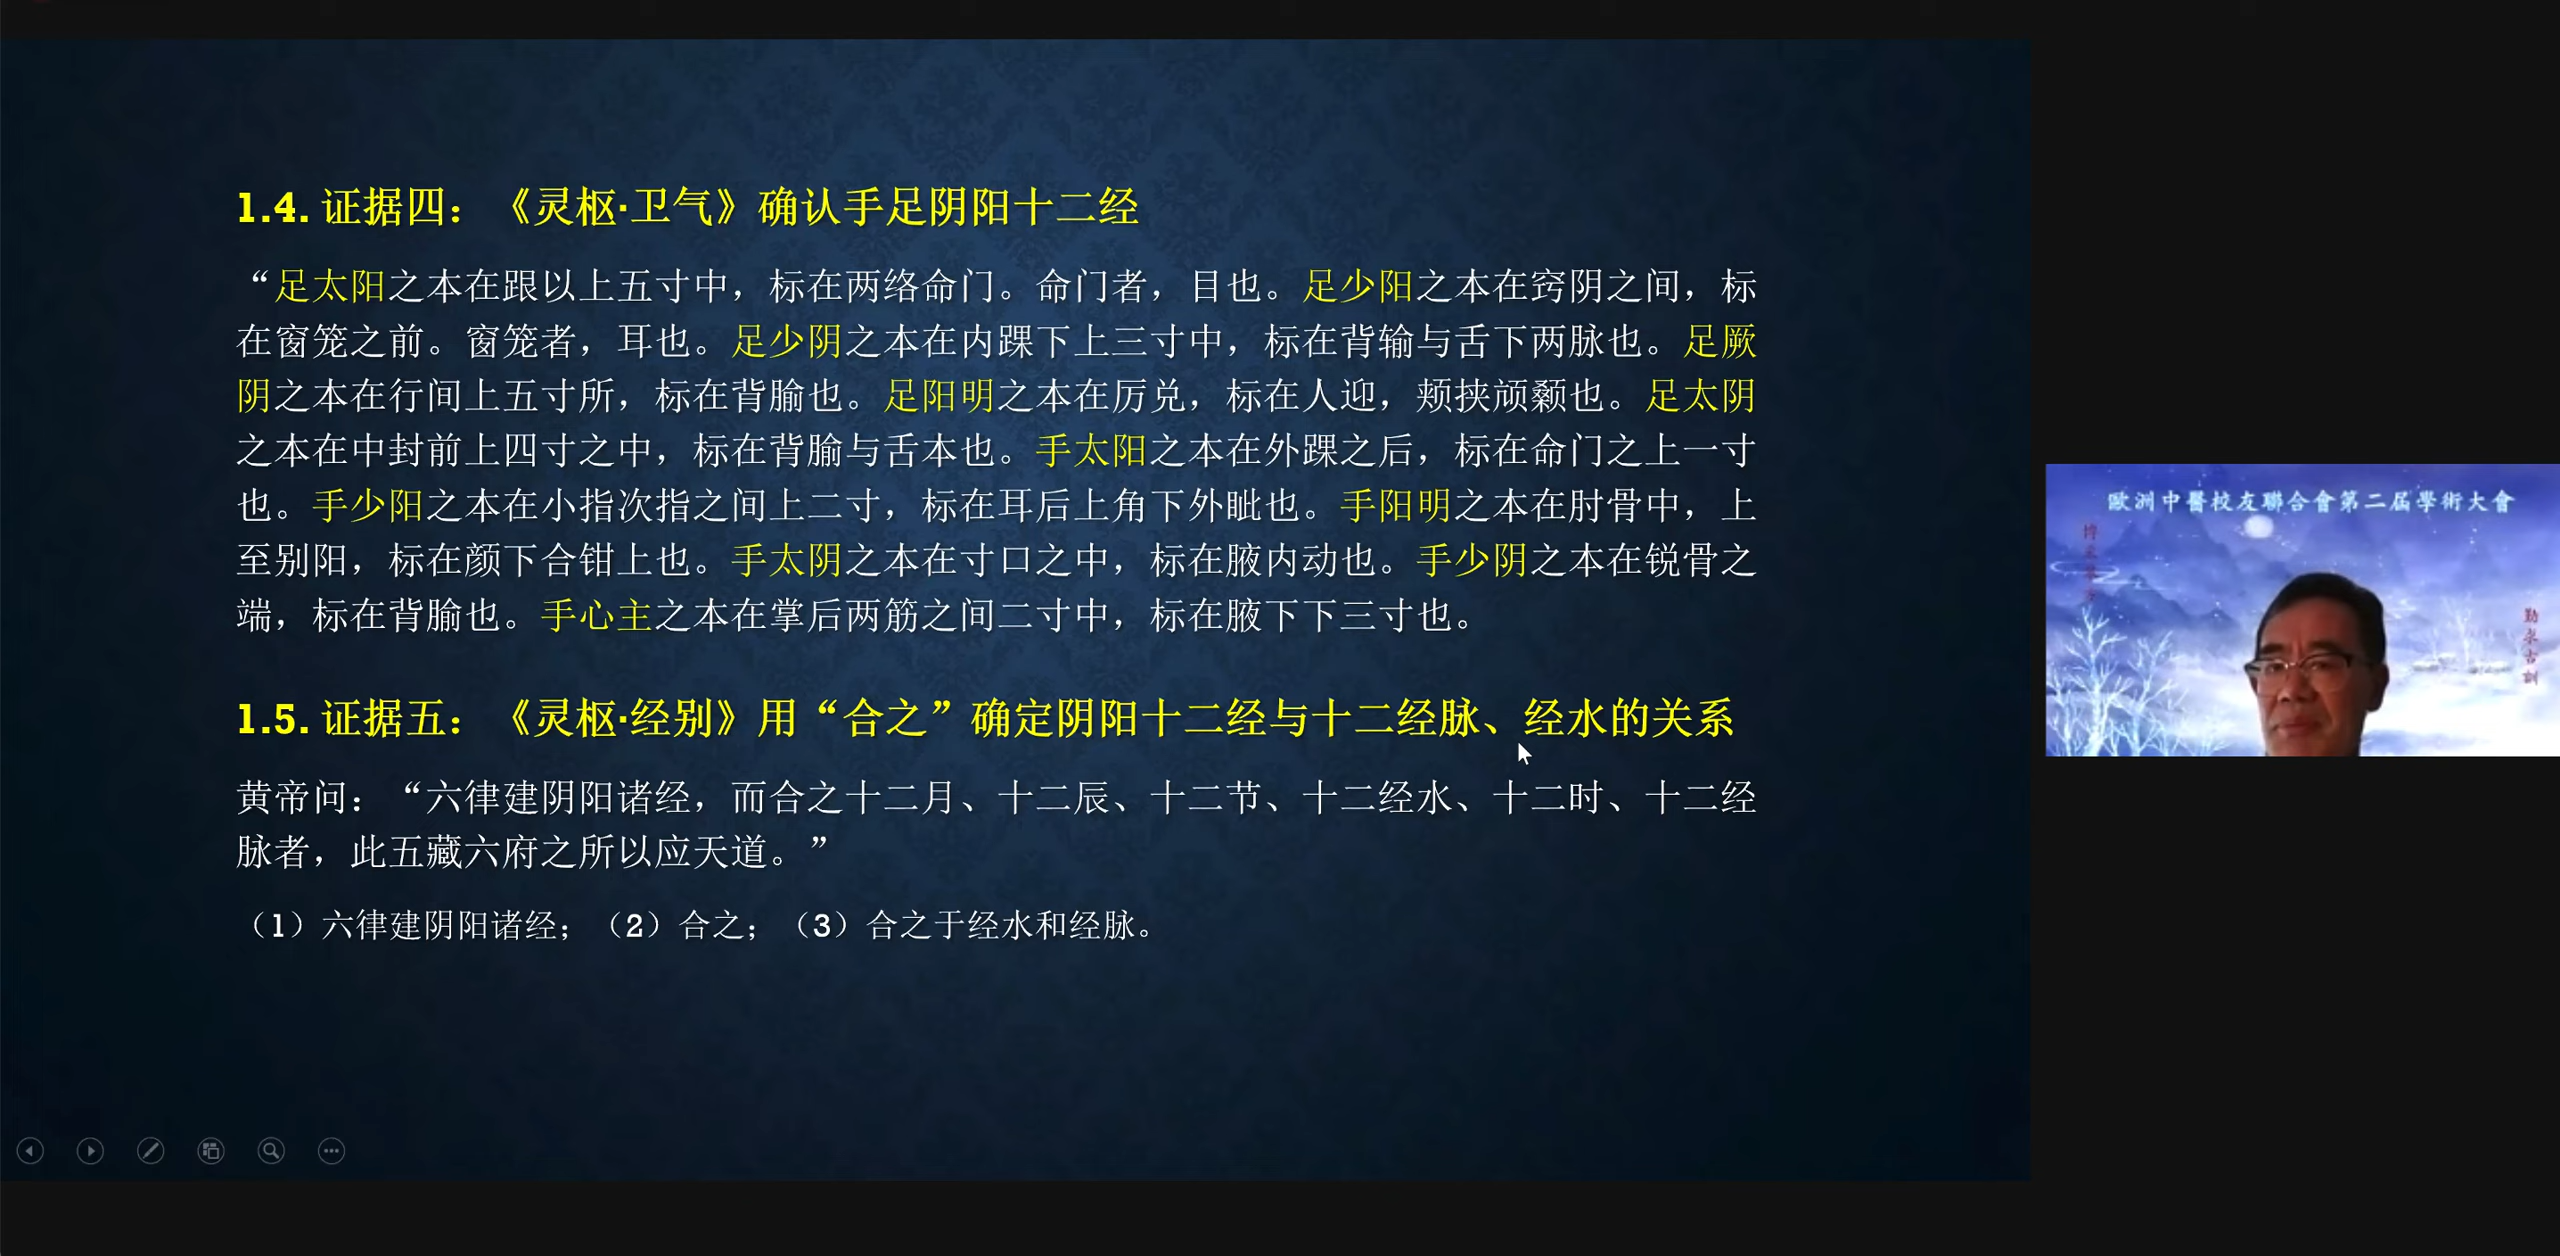 1.4. 证据四：《灵枢·卫气》确认手足阴阳十二经
“足太阳之本在跟以上五寸中，标在两络命门。命门者，目也。足少阳之本在窍阴之间，标
在窗笼之前。窗笼者，耳也。足少阴之本在内踝下上三寸中，标在背输与舌下两脉也。足厥
阴之本在行间上五寸所，标在背腧也。足阳明之本在厉兑，标在人迎，颊挟颃颡也。足太阴
之本在中封前上四寸之中，标在背腧与舌本也。手太阳之本在外踝之后，标在命门之上一寸
也。手少阳之本在小指次指之间上二寸，标在耳后上角下外眦也。手阳明之本在肘骨中，上
至别阳，标在颜下合钳上也。手太阴之本在寸口之中，标在腋内动也。手少阴之本在锐骨之
端，标在背腧也。手心主之本在掌后两筋之间二寸中，标在腋下下三寸也。
1.5. 证据五：《灵枢·经别》用“合之”确定阴阳十二经与十二经脉、经水的关系
黄帝问：“六律建阴阳诸经，而合之十二月、十二辰、十二节、十二经水、十二时、十二经
脉者，此五藏六府之所以应天道。”
（1）六律建阴阳诸经；（2）合之；（3）合之于经水和经脉。
歐洲中醫校友聯合會第二屆學術大會
勤求古訓